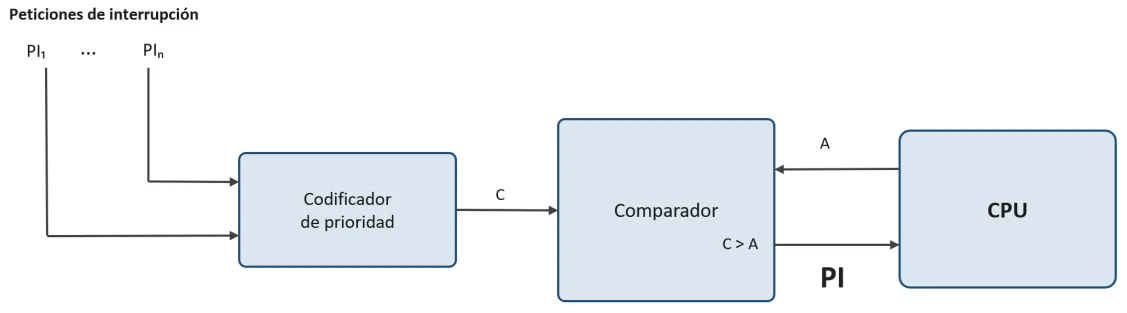 Peticiones de interrupción
PI₁ ... PIₙ
Codificador
de prioridad
C
Comparador
C > A
A
PI
CPU